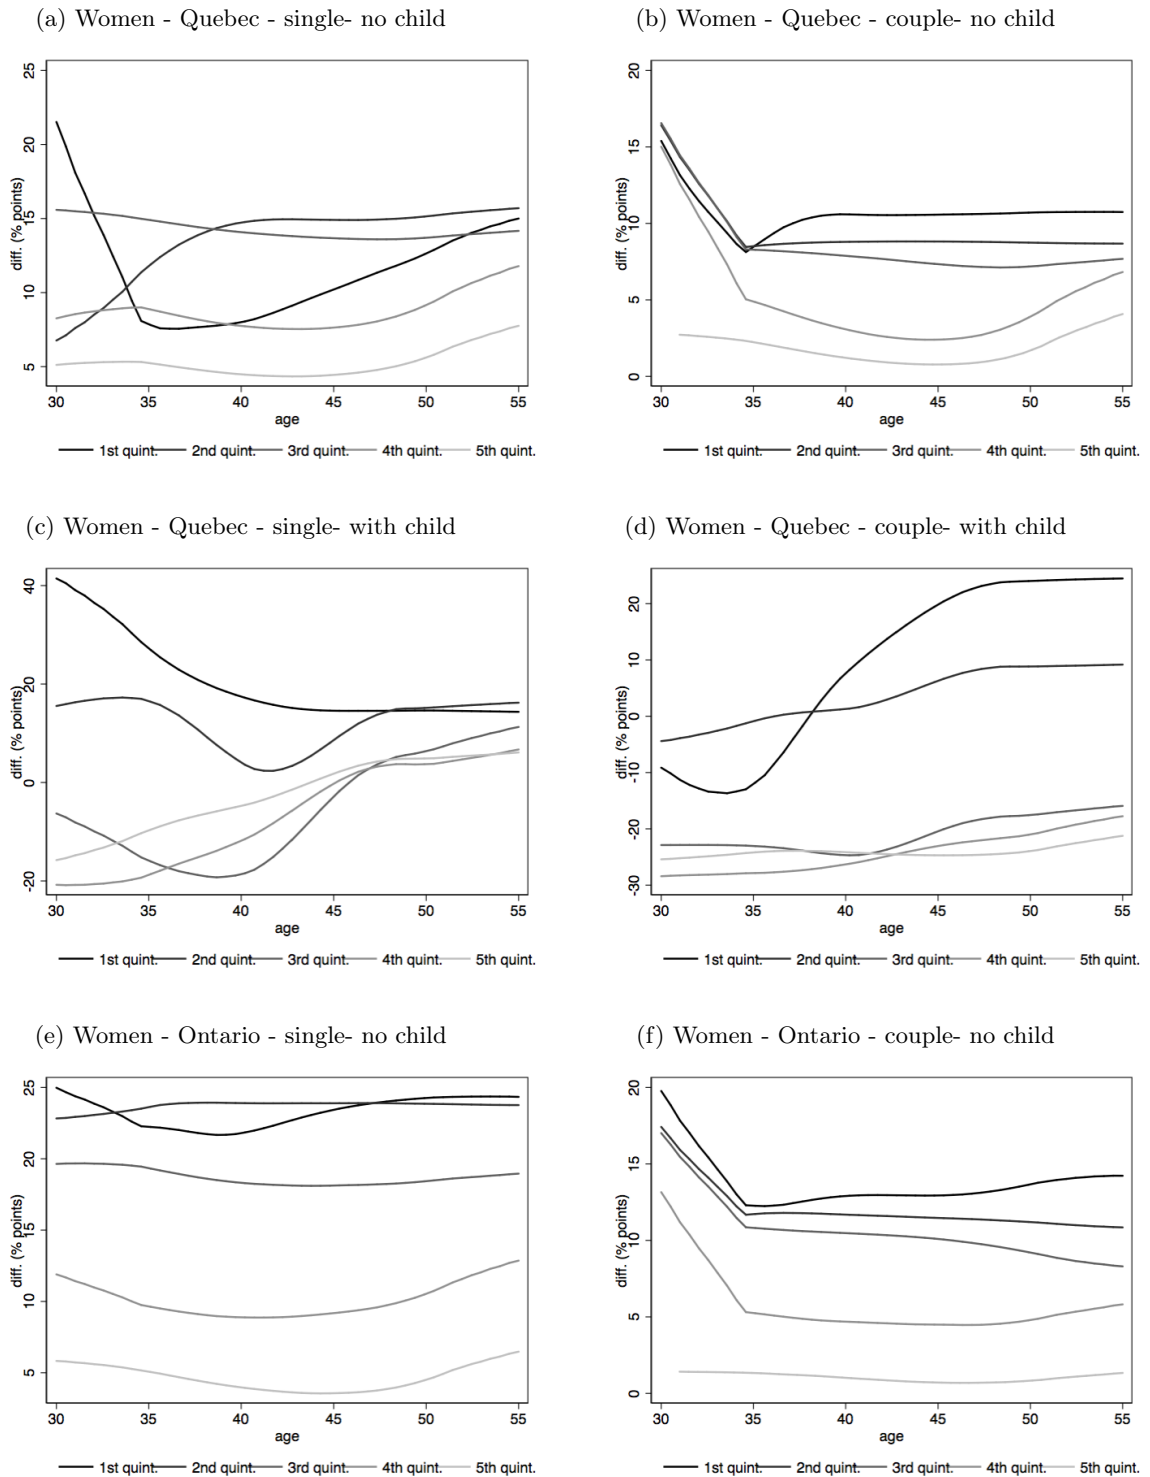 (a) Women - Quebec - single- no child
diff. (% points)
25
20
15
10
5
30 35 40 45 50 55
age
1st quint. 2nd quint. 3rd quint. 4th quint. 5th quint.
(b) Women - Quebec - couple- no child
diff. (% points)
20
15
10
5
0
30 35 40 45 50 55
age
1st quint. 2nd quint. 3rd quint. 4th quint. 5th quint.
(c) Women - Quebec - single- with child
diff. (% points)
40
20
0
-20
30 35 40 45 50 55
age
1st quint. 2nd quint. 3rd quint. 4th quint. 5th quint.
(d) Women - Quebec - couple- with child
diff. (% points)
20
10
0
-10
-20
-30
30 35 40 45 50 55
age
1st quint. 2nd quint. 3rd quint. 4th quint. 5th quint.
(e) Women - Ontario - single- no child
diff. (% points)
25
20
15
10
5
30 35 40 45 50 55
age
1st quint. 2nd quint. 3rd quint. 4th quint. 5th quint.
(f) Women - Ontario - couple- no child
diff. (% points)
20
15
10
5
0
30 35 40 45 50 55
age
1st quint. 2nd quint. 3rd quint. 4th quint. 5th quint.